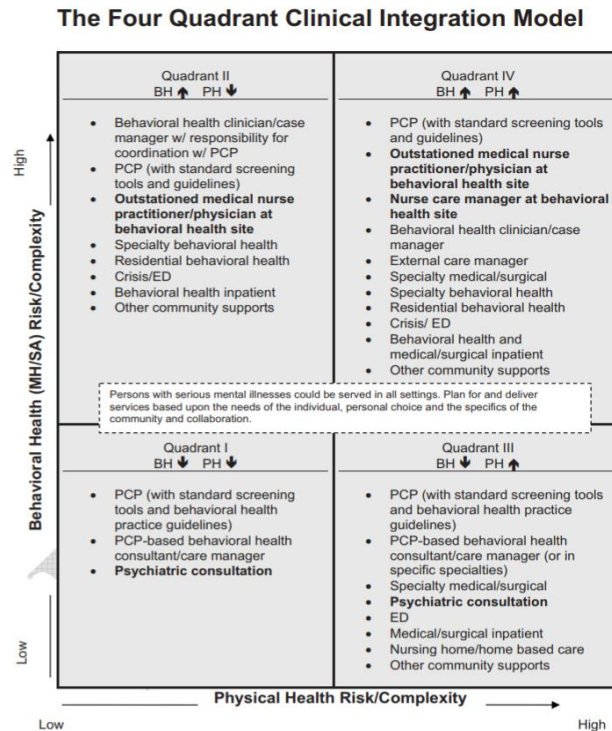 The Four Quadrant Clinical Integration Model
Quadrant II
BH PH
• Behavioral health clinician/case
manager w/ responsibility for
coordination w/ PCP
• PCP (with standard screening
tools and guidelines)
• Outstationed medical nurse
practitioner/physician at
behavioral health site
• Specialty behavioral health
• Residential behavioral health
• Crisis/ED
• Behavioral health inpatient
• Other community supports
Quadrant IV
BH PH
• PCP (with standard screening tools
and guidelines)
• Outstationed medical nurse
practitioner/physician at
behavioral health site
• Nurse care manager at behavioral
health site
• Behavioral health clinician/case
manager
• External care manager
• Specialty medical/surgical
• Specialty behavioral health
• Residential behavioral health
• Crisis/ ED
• Behavioral health and
medical/surgical inpatient
• Other community supports
Persons with serious mental illnesses could be served in all settings. Plan for and deliver
services based upon the needs of the individual, personal choice and the specifics of the
community and collaboration.
Quadrant I
BH PH
• PCP (with standard screening
tools and behavioral health
practice guidelines)
• PCP-based behavioral health
consultant/care manager
• Psychiatric consultation
Quadrant III
BH PH
• PCP (with standard screening tools
and behavioral health practice
guidelines)
• PCP-based behavioral health
consultant/care manager (or in
specific specialties)
• Specialty medical/surgical
• Psychiatric consultation
• ED
• Medical/surgical inpatient
• Nursing home/home based care
• Other community supports
Behavioral Health (MH/SA) Risk/Complexity
High
Low
Physical Health Risk/Complexity
Low
High